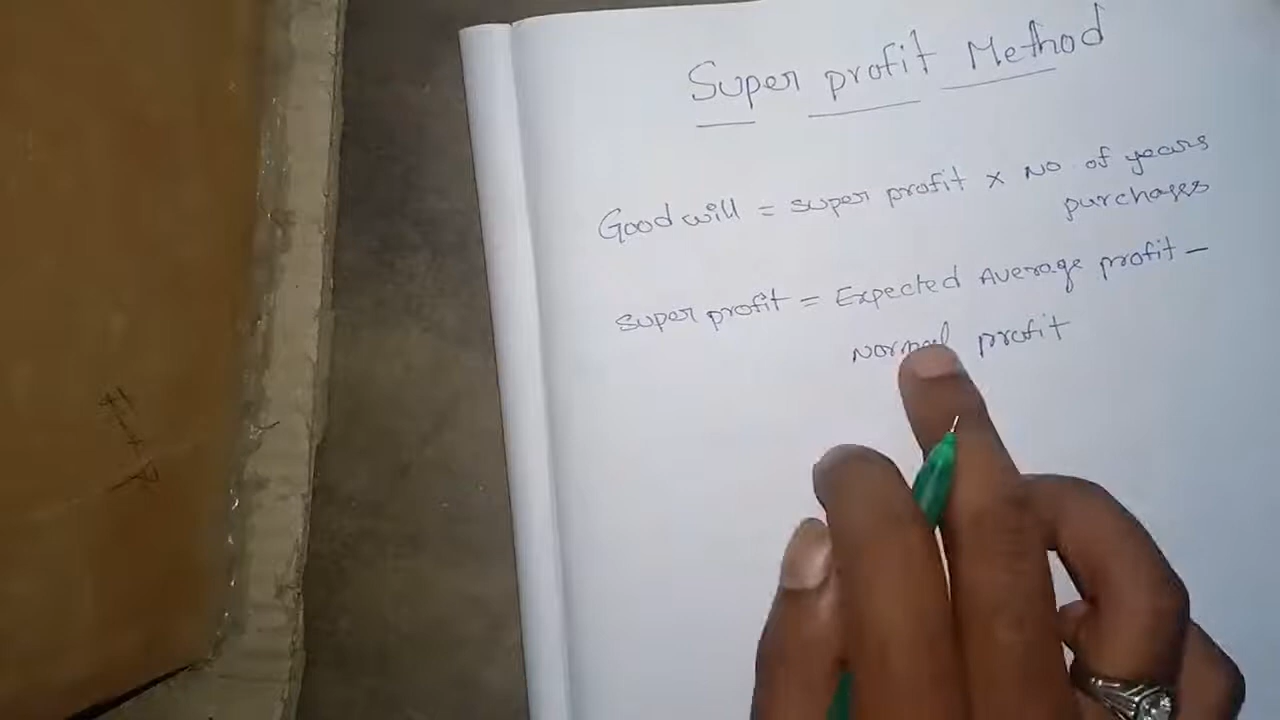 Super profit Method
Good will = super profit × No of years
purchases
super profit = Expected Average profit –
Normal profit